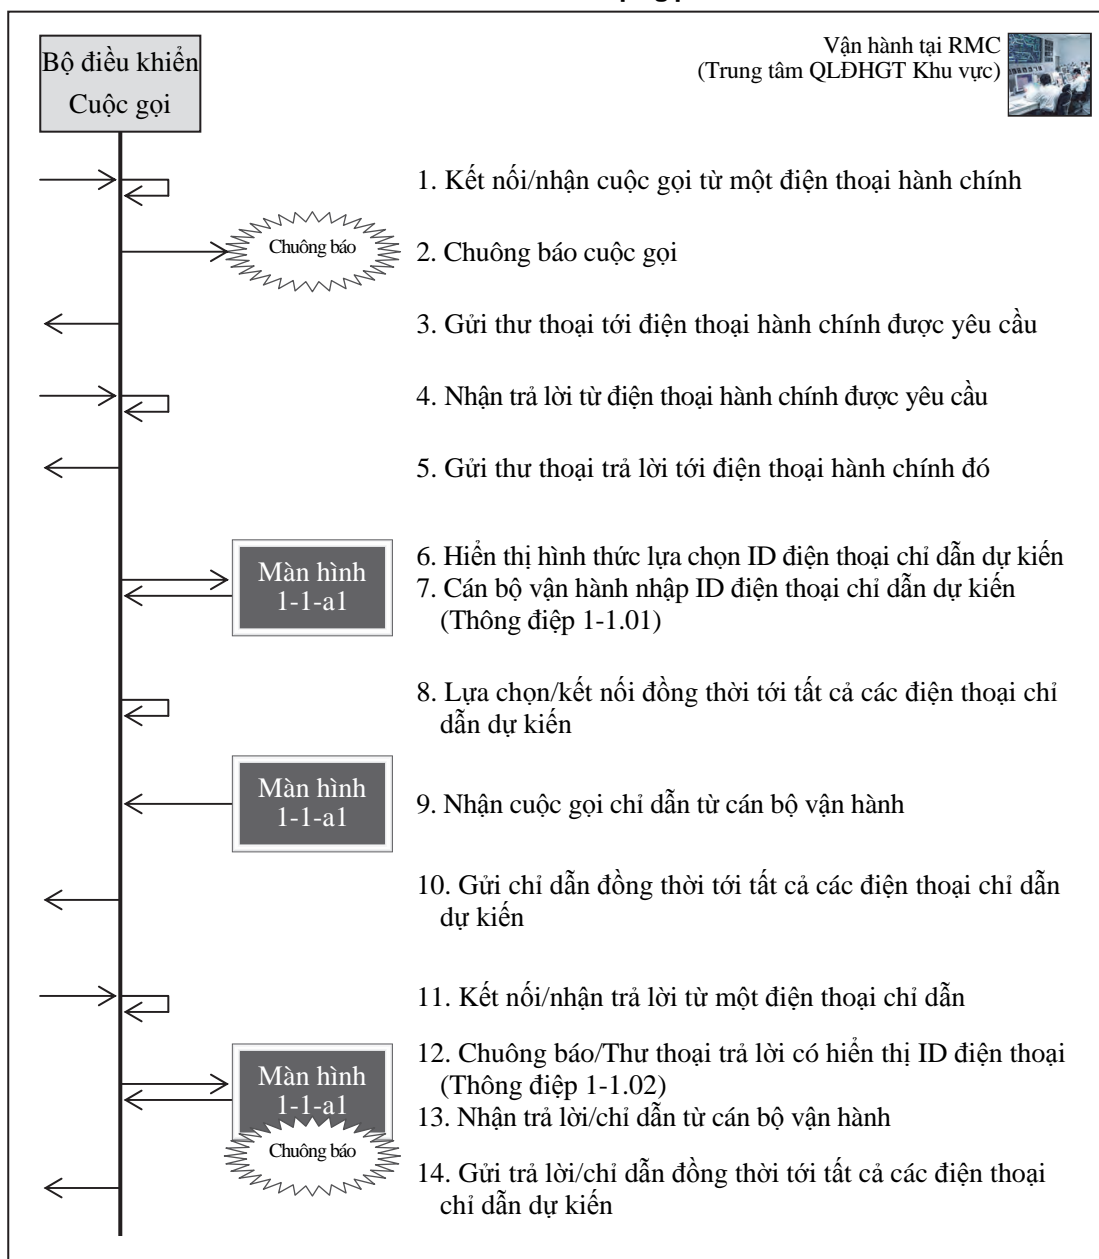 Bộ điều khiển
Cuộc gọi
Vận hành tại RMC
(Trung tâm QLĐHGT Khu vực)
1. Kết nối/nhận cuộc gọi từ một điện thoại hành chính
Chuông báo
2. Chuông báo cuộc gọi
3. Gửi thư thoại tới điện thoại hành chính được yêu cầu
4. Nhận trả lời từ điện thoại hành chính được yêu cầu
5. Gửi thư thoại trả lời tới điện thoại hành chính đó
Màn hình
1-1-a1
6. Hiển thị hình thức lựa chọn ID điện thoại chỉ dẫn dự kiến
7. Cán bộ vận hành nhập ID điện thoại chỉ dẫn dự kiến
(Thông điệp 1-1.01)
8. Lựa chọn/kết nối đồng thời tới tất cả các điện thoại chỉ
dẫn dự kiến
Màn hình
1-1-a1
9. Nhận cuộc gọi chỉ dẫn từ cán bộ vận hành
10. Gửi chỉ dẫn đồng thời tới tất cả các điện thoại chỉ dẫn
dự kiến
11. Kết nối/nhận trả lời từ một điện thoại chỉ dẫn
Màn hình
1-1-a1
Chuông báo
12. Chuông báo/Thư thoại trả lời có hiển thị ID điện thoại
(Thông điệp 1-1.02)
13. Nhận trả lời/chỉ dẫn từ cán bộ vận hành
14. Gửi trả lời/chỉ dẫn đồng thời tới tất cả các điện thoại
chỉ dẫn dự kiến